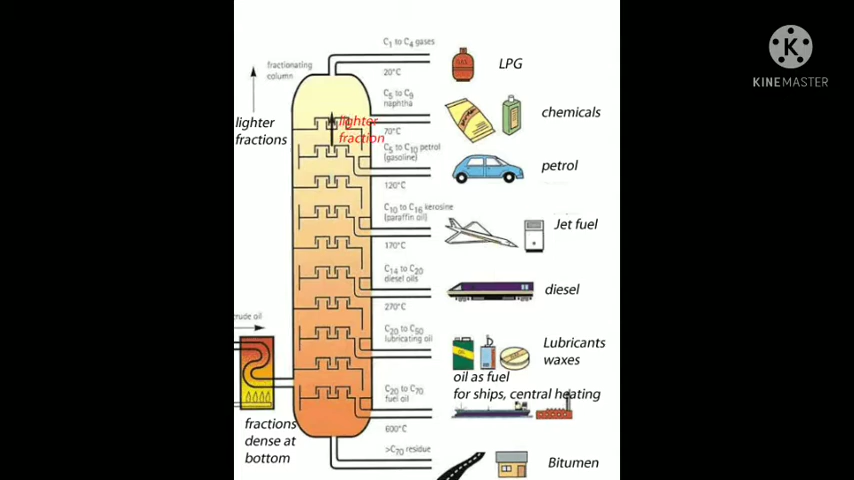 C1 to C4 gases
fractionating
column
20°C
LPG
K
KINEMASTER
C5 to C9
naphtha
chemicals
lighter
fractions
lighter
fraction
70°C
C5 to C10 petrol
(gasoline)
petrol
120°C
C10 to C16 kerosine
(paraffin oil)
Jet fuel
170°C
C14 to C20
diesel oils
diesel
270°C
rude oil
C20 to C50
lubricating oil
Lubricants
waxes
oil as fuel
for ships, central heating
C20 to C70
fuel oil
600°C
fractions
dense at
bottom
>C70 residue
Bitumen